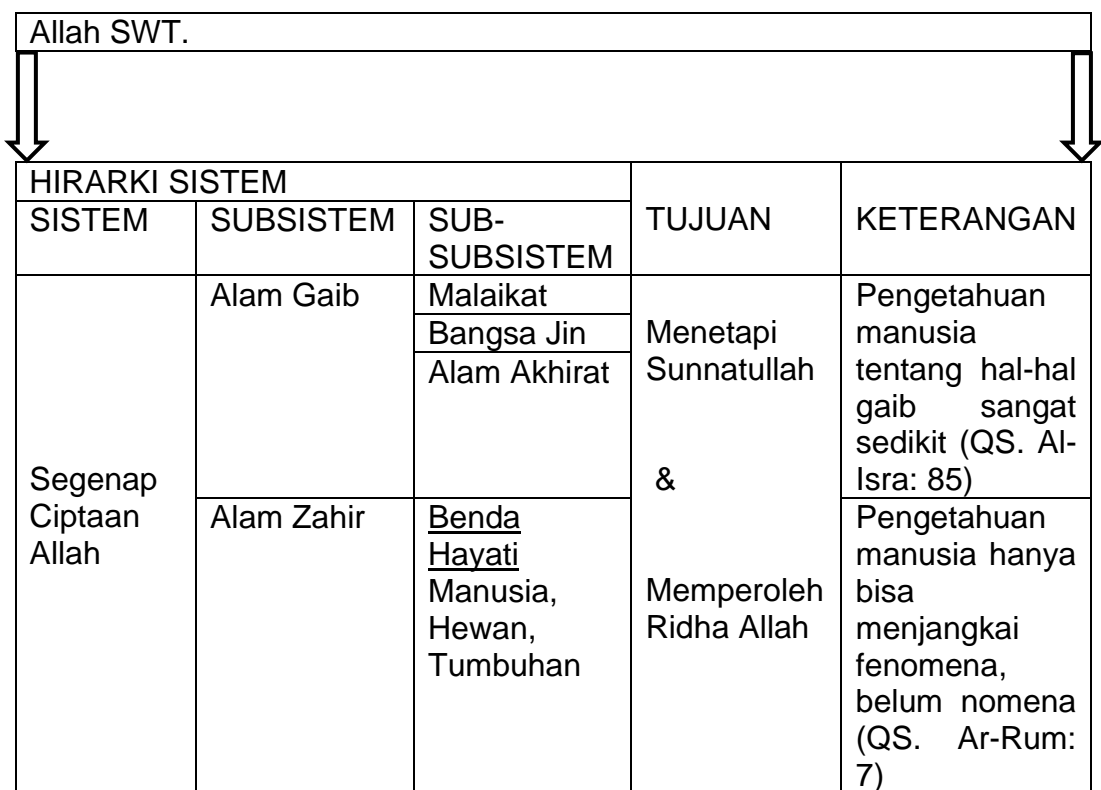 Allah SWT.
HIRARKI SISTEM
SISTEM
SUBSISTEM
SUB-
SUBSISTEM
TUJUAN
KETERANGAN
Segenap
Ciptaan
Allah
Alam Gaib
Malaikat
Bangsa Jin
Alam Akhirat
Menetapi
Sunnatullah
&
Memperoleh
Ridha Allah
Pengetahuan
manusia
tentang hal-hal
gaib sangat
sedikit (QS. Al-
Isra: 85)
Alam Zahir
Benda
Hayati
Manusia,
Hewan,
Tumbuhan
Pengetahuan
manusia hanya
bisa
menjangkai
fenomena,
belum nomena
(QS. Ar-Rum:
7)